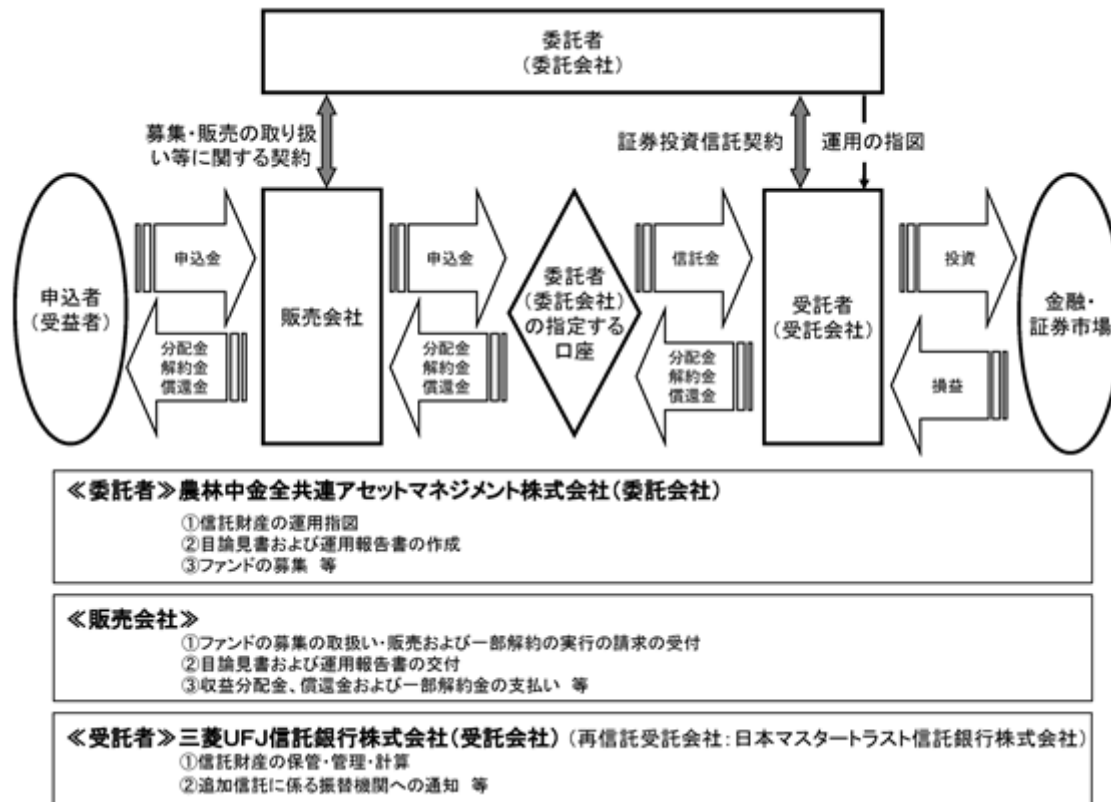 委託者
(委託会社)
募集・販売の取り扱
い等に関する契約
証券投資信託契約
運用の指図
申込者
(受益者)
申込金
分配金
解約金
償還金
販売会社
申込金
分配金
解約金
償還金
委託者
(委託会社)
の指定する
口座
信託金
分配金
解約金
償還金
受託者
(受託会社)
投資
損益
金融・
証券市場
≪委託者≫農林中金全共連アセットマネジメント株式会社(委託会社)
①信託財産の運用指図
②目論見書および運用報告書の作成
③ファンドの募集 等
≪販売会社≫
①ファンドの募集の取扱い・販売および一部解約の実行の請求の受付
②目論見書および運用報告書の交付
③収益分配金、償還金および一部解約金の支払い 等
≪受託者≫三菱UFJ信託銀行株式会社(受託会社) (再信託受託会社:日本マスタートラスト信託銀行株式会社)
①信託財産の保管・管理・計算
②追加信託に係る振替機関への通知 等